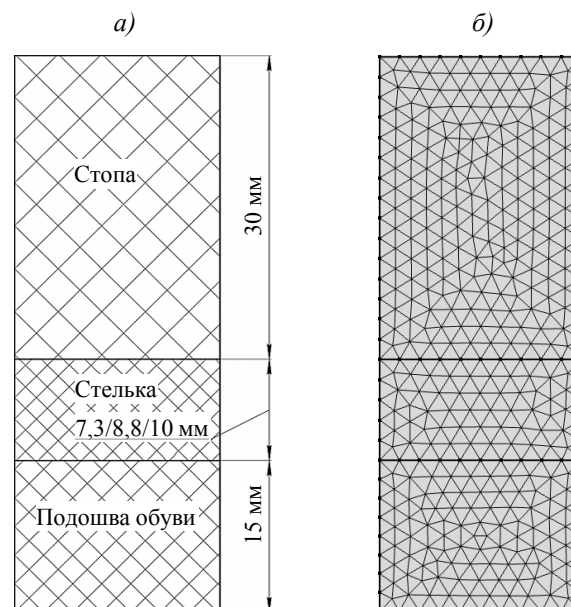 а)
б)
Стопа
30 мм
Стелька
7,3/8,8/10 мм
Подошва обуви
15 мм